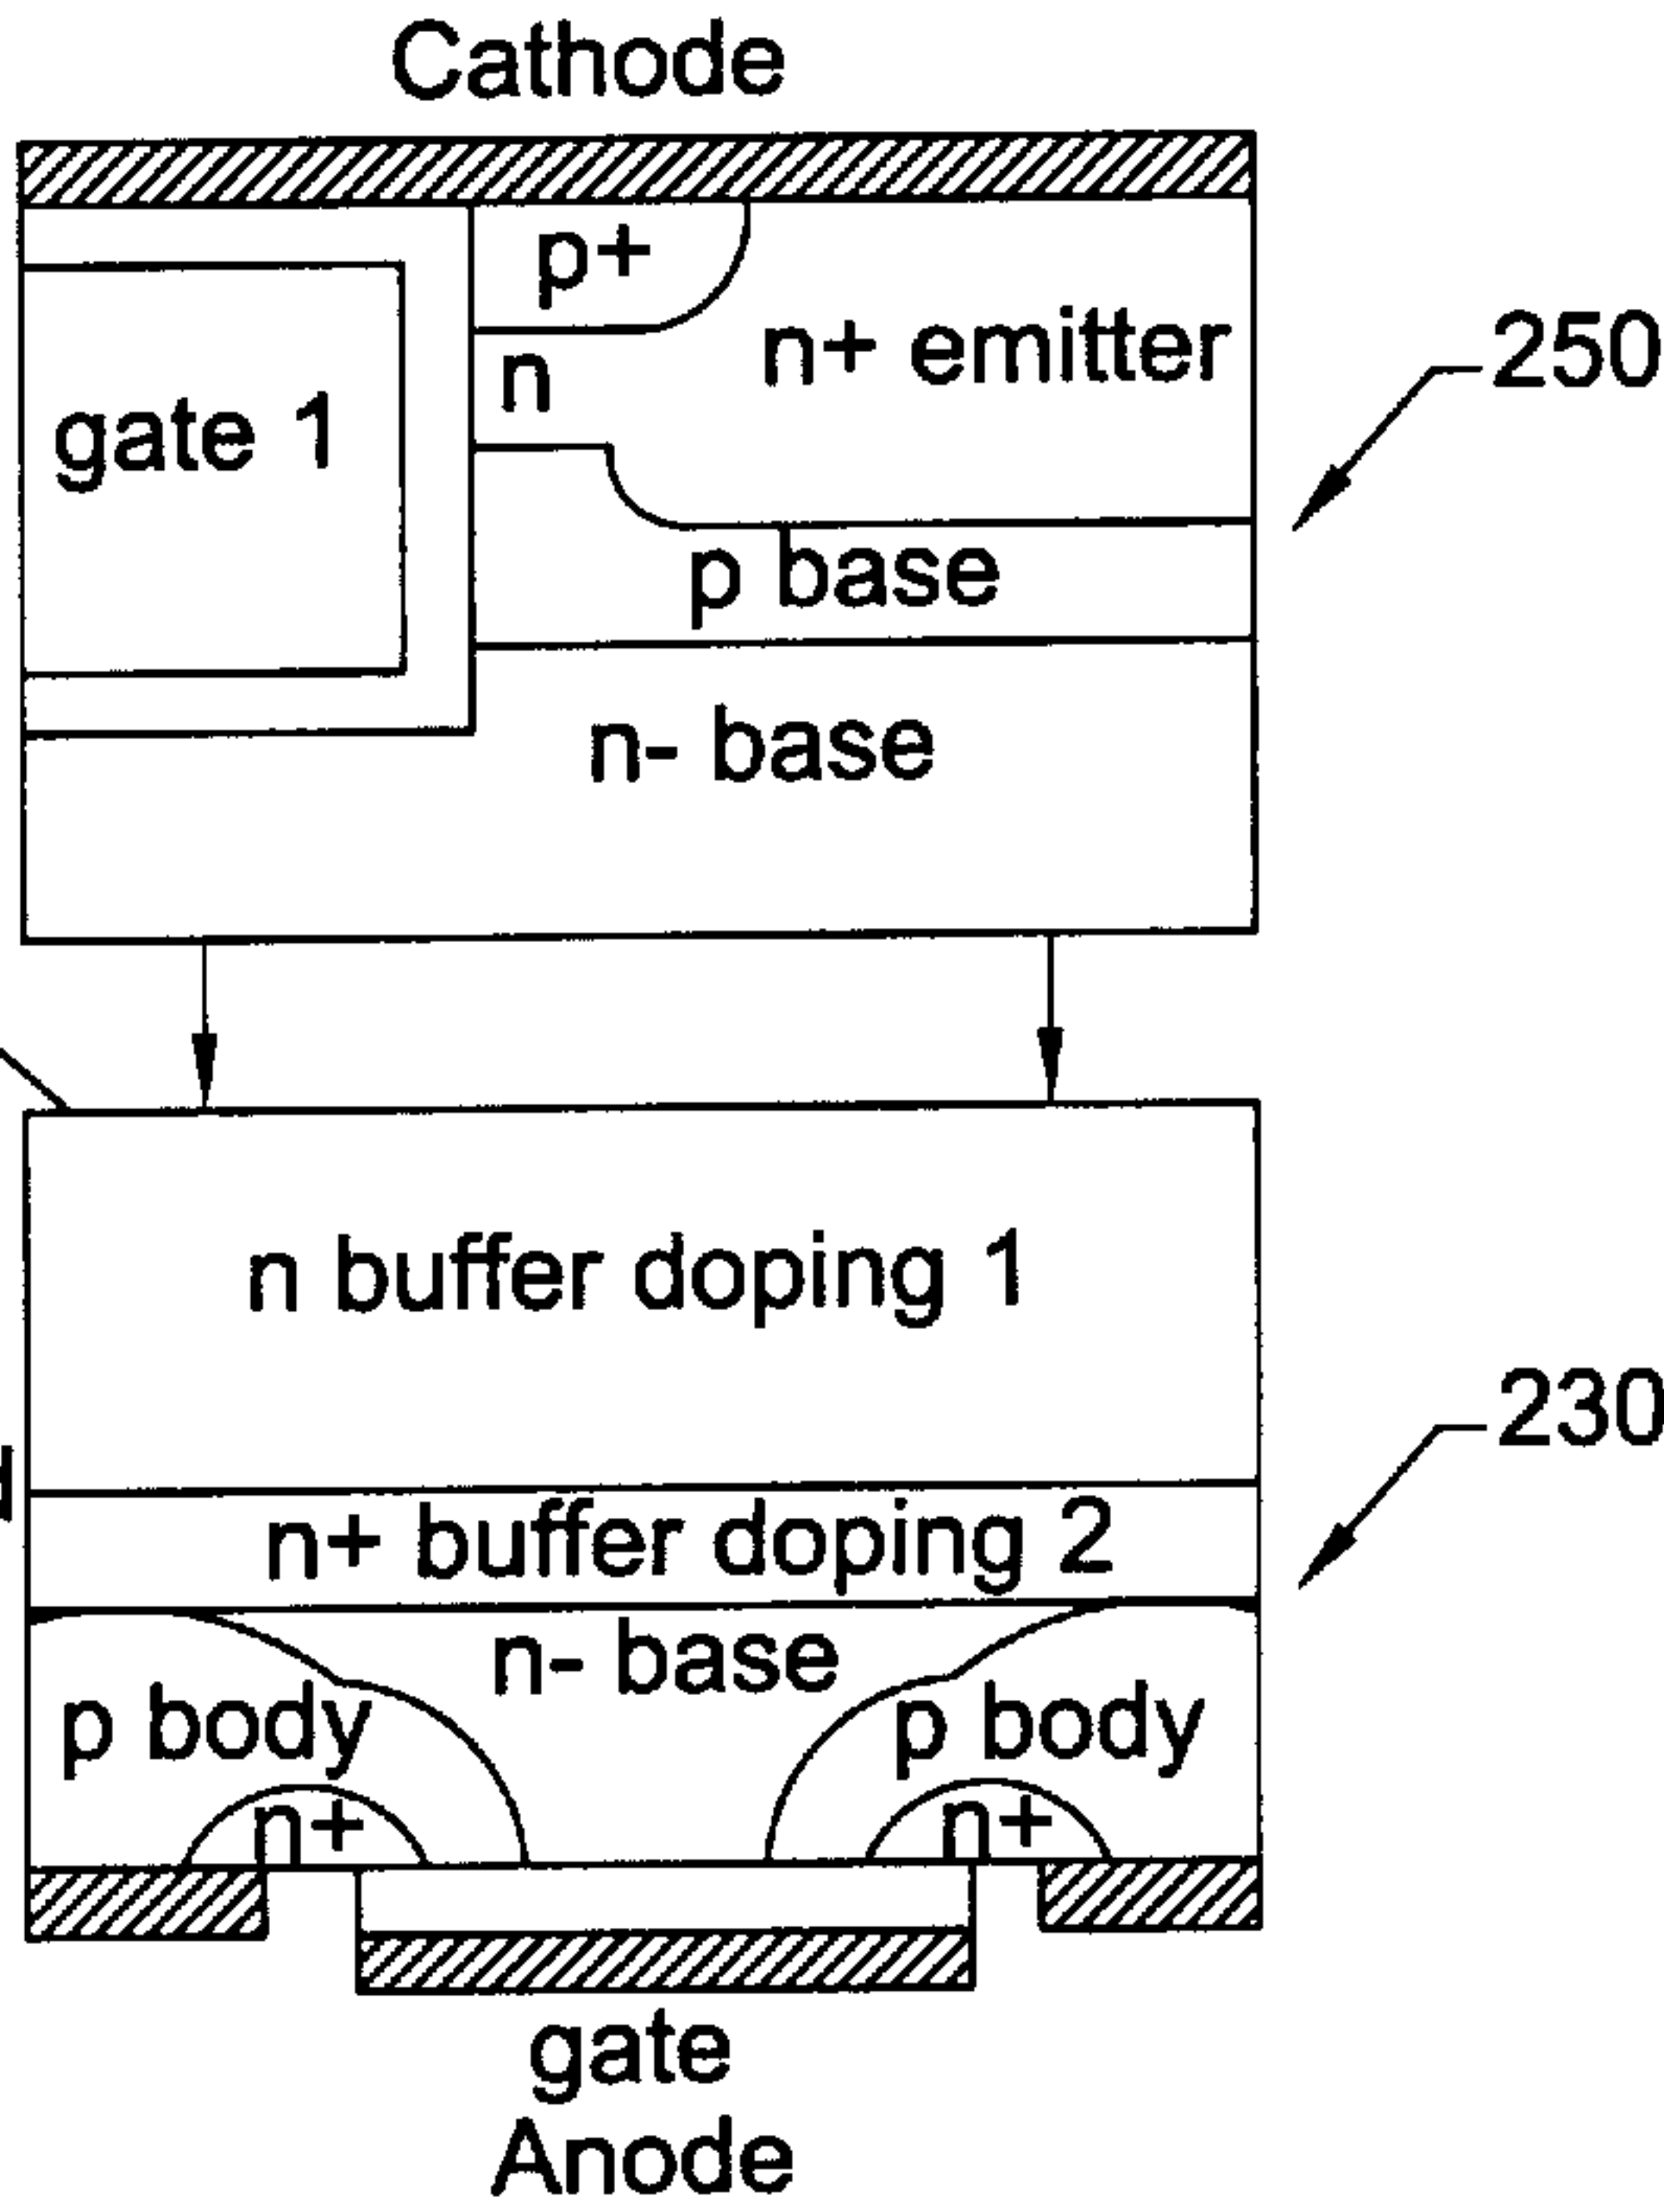 Cathode
p+
n
n+ emitter
250
gate 1
p base
n- base
n buffer doping 1
230
n+ buffer doping 2
n- base
p body
p body
n+
n+
gate
Anode